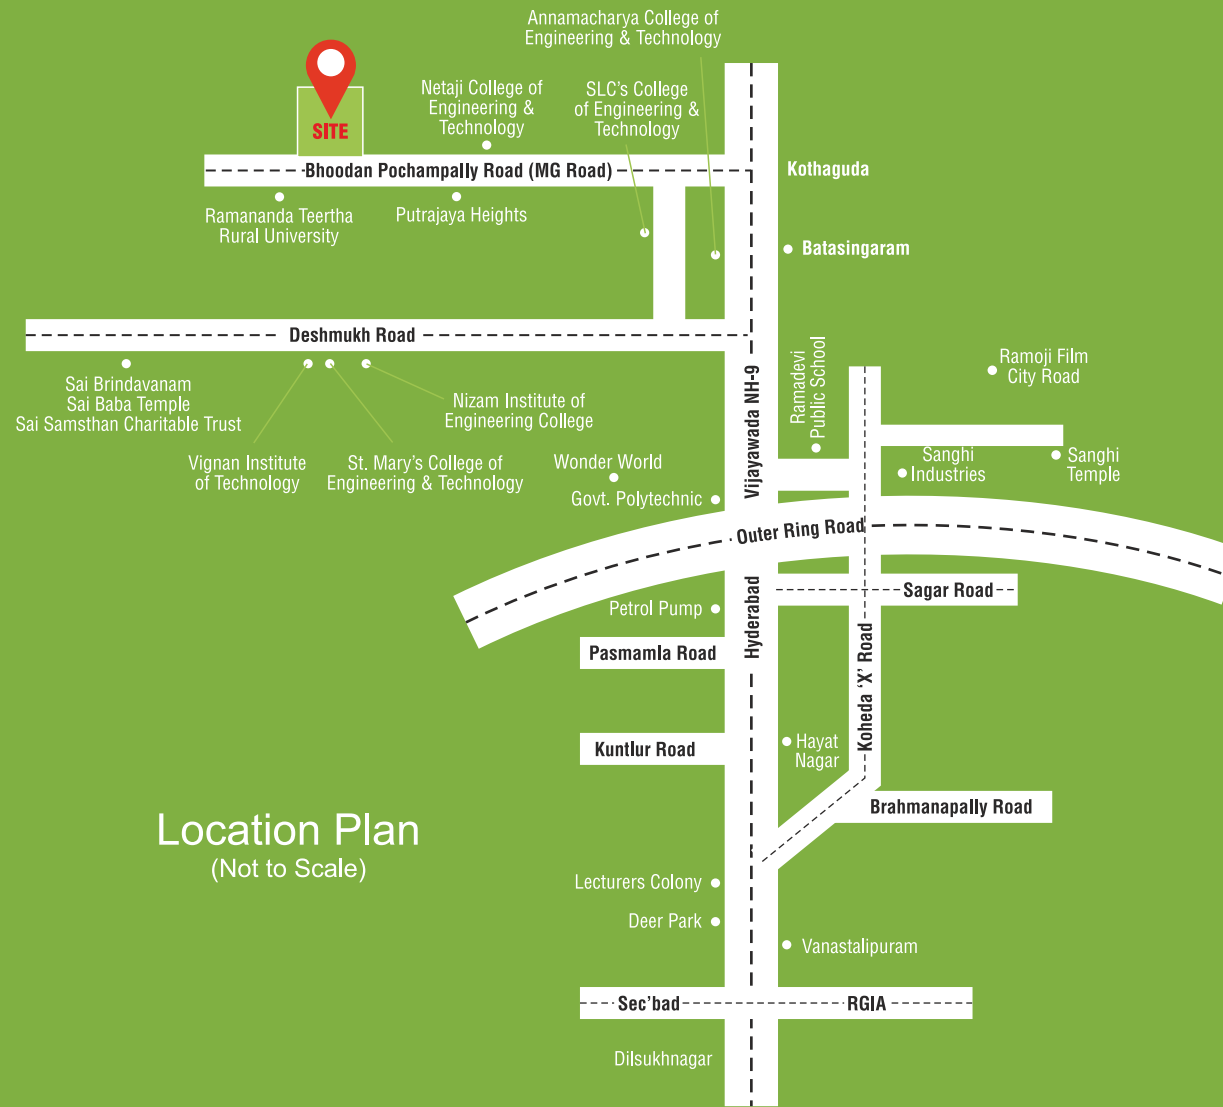 Annamacharya College of
Engineering & Technology
SITE
Netaji College of
Engineering &
Technology
SLC's College
of Engineering &
Technology
Bhoodan Pochampally Road (MG Road)
Kothaguda
Ramananda Teertha
Rural University
Putrajaya Heights
Batasingaram
Deshmukh Road
Sai Brindavanam
Sai Baba Temple
Sai Samsthan Charitable Trust
Nizam Institute of
Engineering College
Vignan Institute
of Technology
St. Mary's College of
Engineering & Technology
Wonder World
Govt. Polytechnic
Vijayawada NH-9
Ramadevi
Public School
Ramoji Film
City Road
Sanghi
Industries
Sanghi
Temple
Outer Ring Road
Sagar Road
Petrol Pump
Hyderabad
Pasmamla Road
Koheda ‘X’ Road
Kuntlur Road
Hayat
Nagar
Brahmanapally Road
Location Plan
(Not to Scale)
Lecturers Colony
Deer Park
Vanastalipuram
Sec'bad
RGIA
Dilsukhnagar